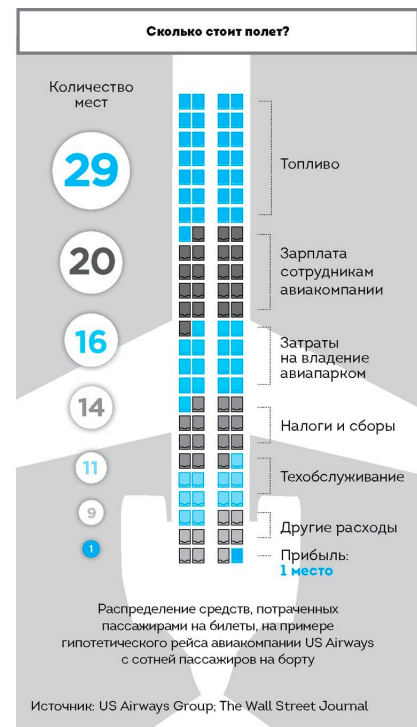 Сколько стоит полет?
Количество
мест
29
Топливо
20
Зарплата
сотрудникам
авиакомпании
16
Затраты
на владение
авиапарком
14
Налоги и сборы
11
Техобслуживание
9
Другие расходы
1
Прибыль:
1 место
Распределение средств, потраченных
пассажирами на билеты, на примере
гипотетического рейса авиакомпании US Airways
с сотней пассажиров на борту
Источник: US Airways Group; The Wall Street Journal